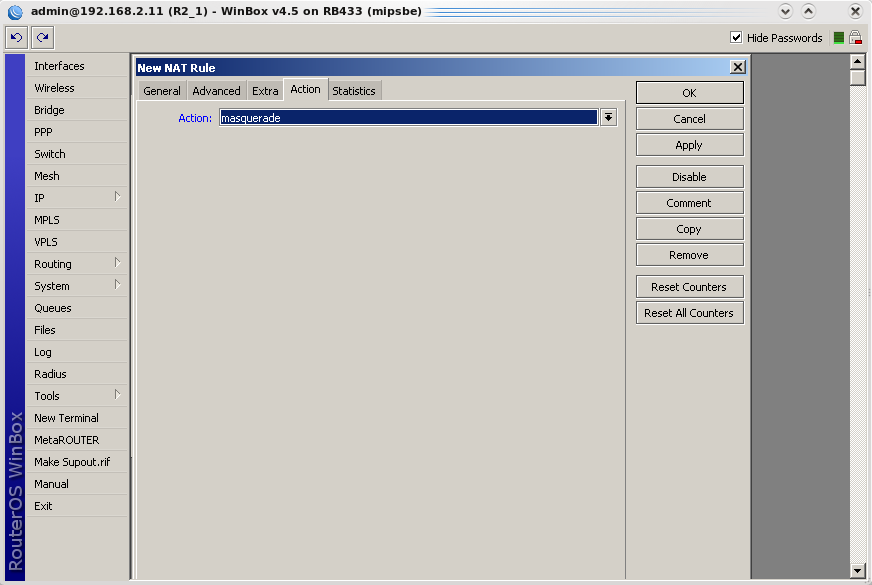 admin@192.168.2.11 (R2_1) - WinBox v4.5 on RB433 (mipsbe)
Hide Passwords
RouterOS WinBox
Interfaces
Wireless
Bridge
PPP
Switch
Mesh
IP
MPLS
VPLS
Routing
System
Queues
Files
Log
Radius
Tools
New Terminal
MetaROUTER
Make Supout.rif
Manual
Exit
New NAT Rule
General Advanced Extra Action Statistics
Action: masquerade
OK
Cancel
Apply
Disable
Comment
Copy
Remove
Reset Counters
Reset All Counters